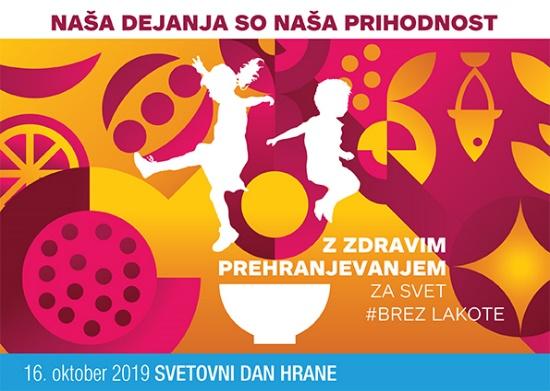 NAŠA DEJANJA SO NAŠA PRIHODNOST
Z ZDRAVIM
PREHRANJEVANJEM
ZA SVET
#BREZ LAKOTE
16. oktober 2019 SVETOVNI DAN HRANE